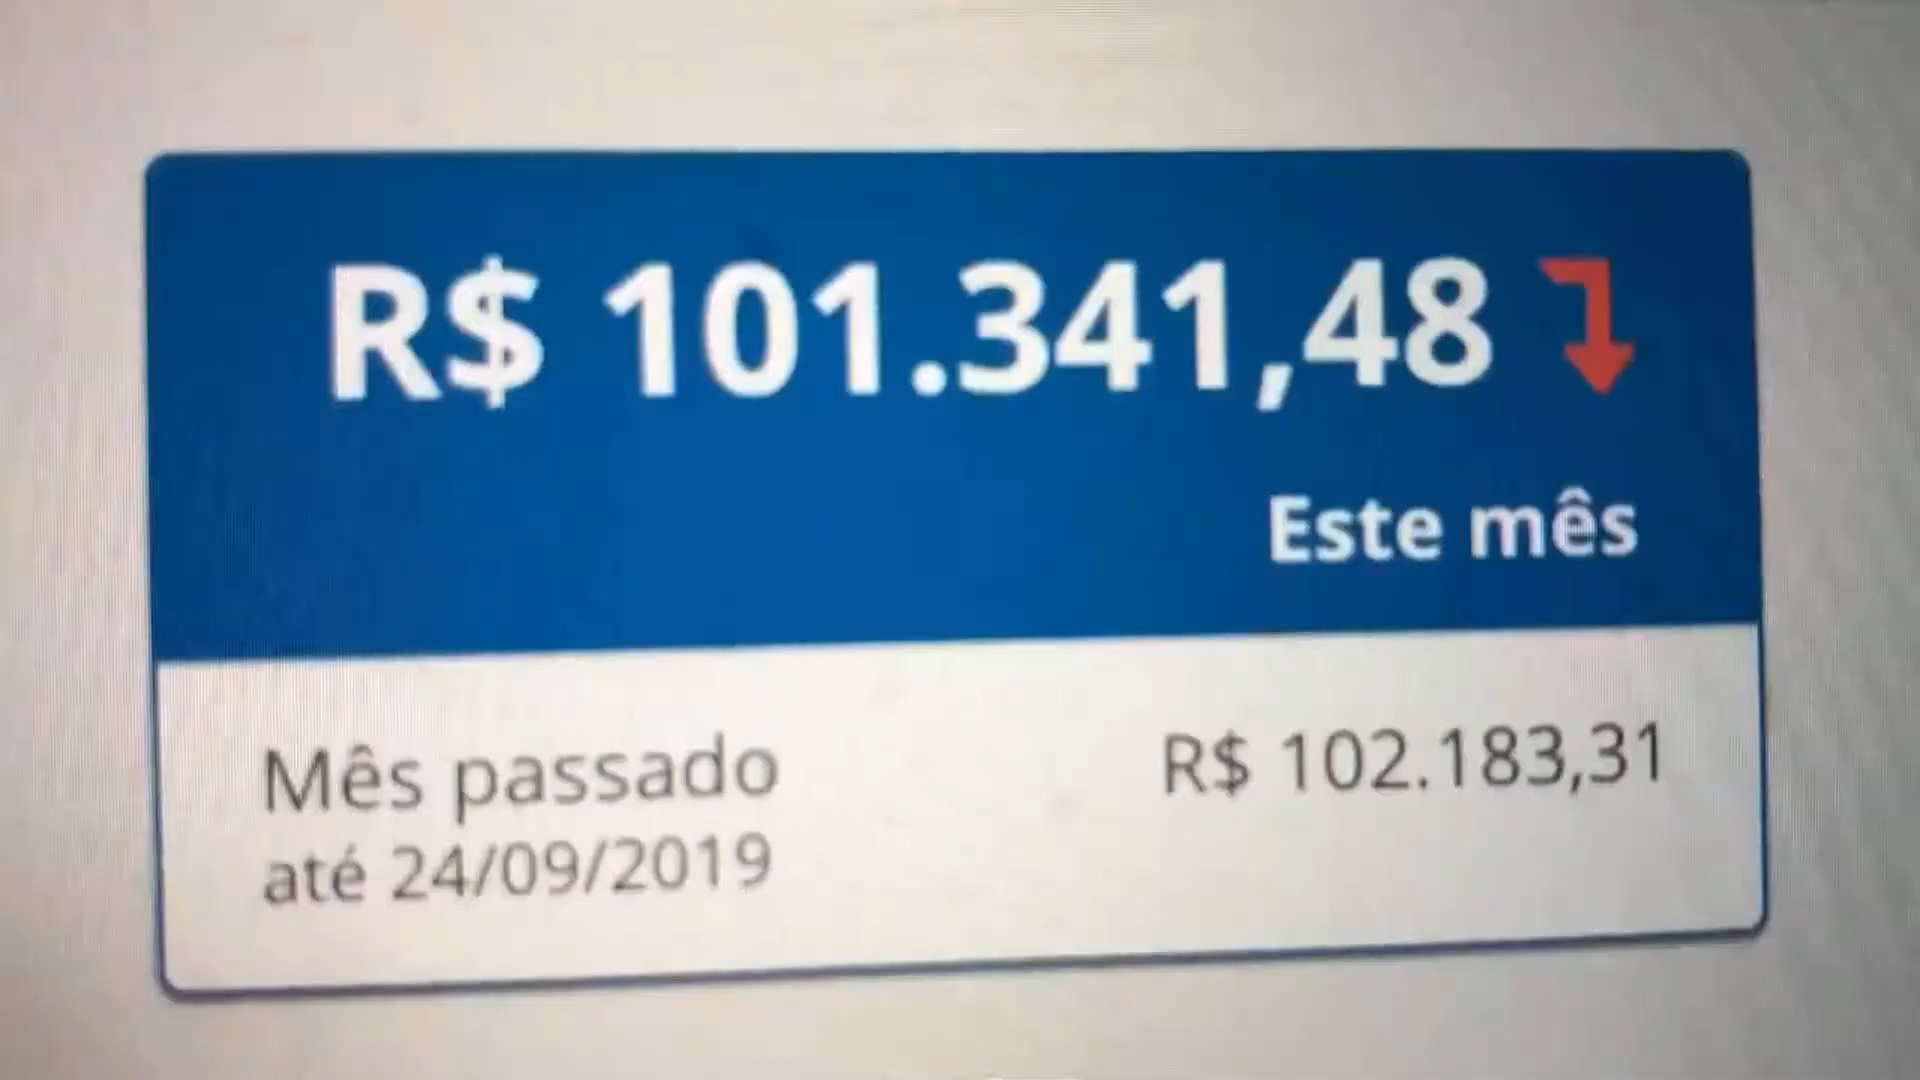 R$ 101.341,48
Este mês
Mês passado
R$ 102.183,31
até 24/09/2019